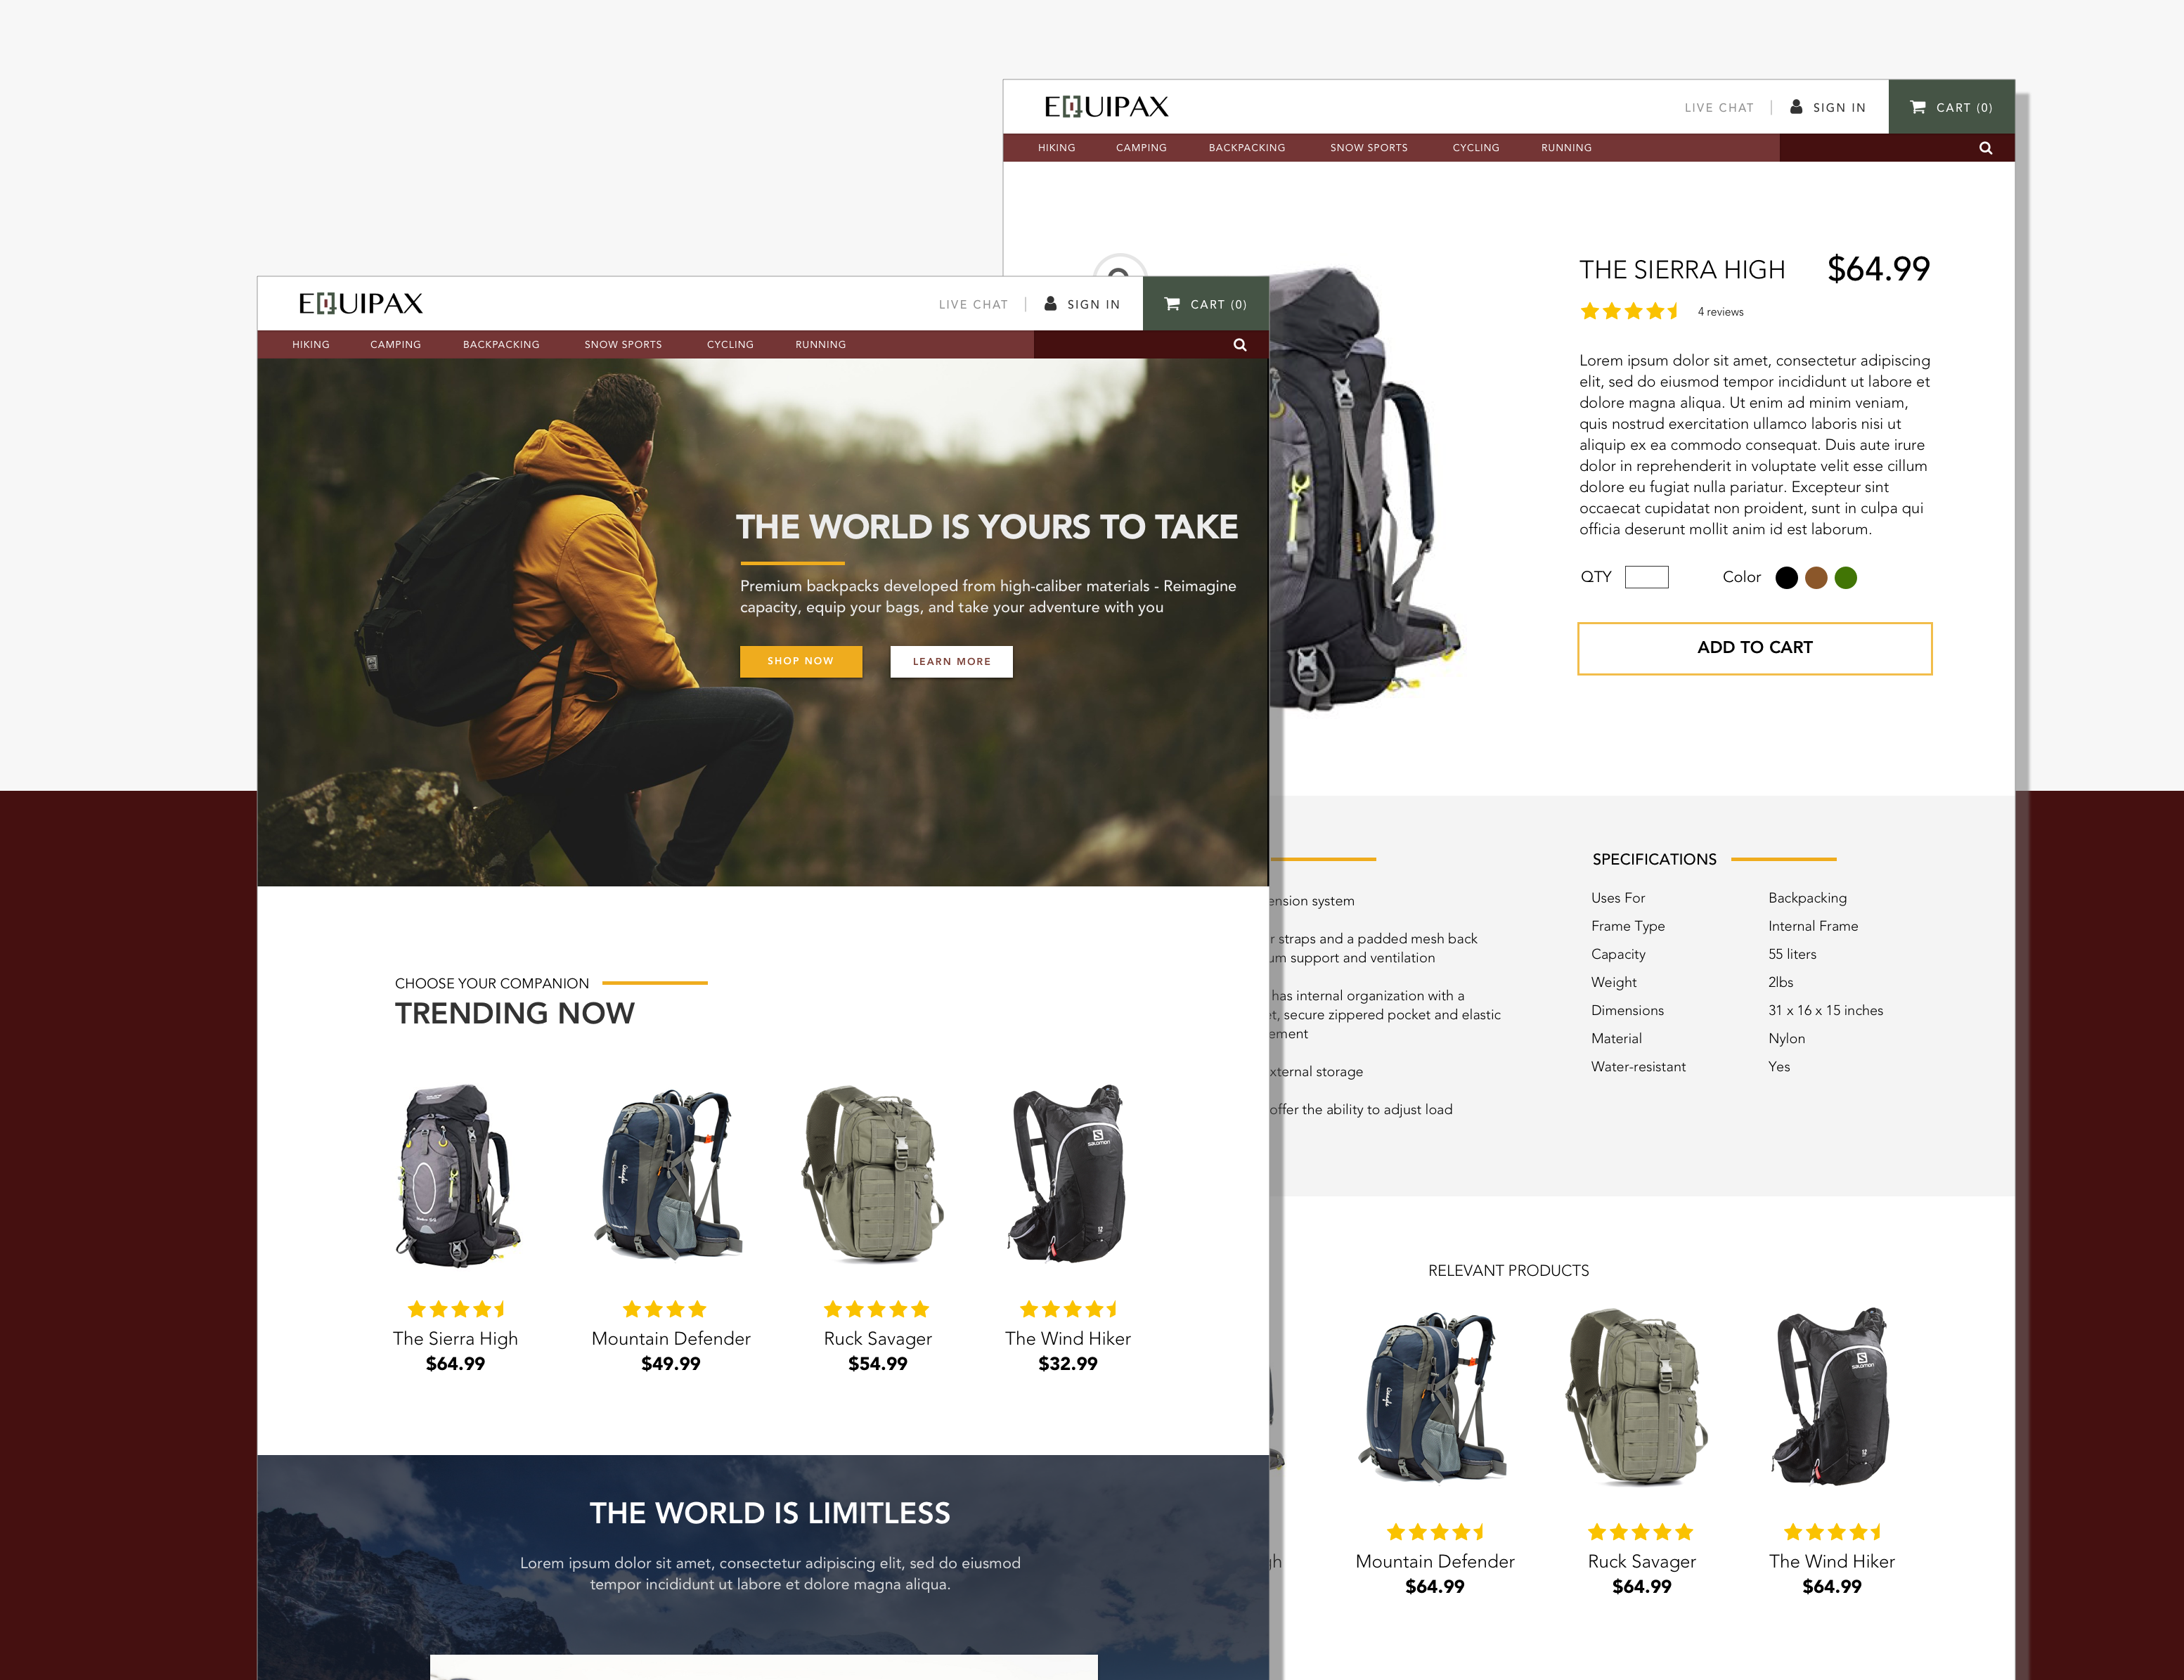 EQUIPAX
LIVE CHAT
SIGN IN
CART (0)
HIKING CAMPING BACKPACKING SNOW SPORTS CYCLING RUNNING
THE SIERRA HIGH $64.99
4 reviews
Lorem ipsum dolor sit amet, consectetur adipiscing
elit, sed do eiusmod tempor incididunt ut labore et
dolore magna aliqua. Ut enim ad minim veniam,
quis nostrud exercitation ullamco laboris nisi ut
aliquip ex ea commodo consequat. Duis aute irure
dolor in reprehenderit in voluptate velit esse cillum
dolore eu fugiat nulla pariatur. Excepteur sint
occaecat cupidatat non proident, sunt in culpa qui
officia deserunt mollit anim id est laborum.
QTY Color
ADD TO CART
system
straps and a padded mesh back
support and ventilation
has internal organization with a
secure zippered pocket and elastic
storage
offer the ability to adjust load
SPECIFICATIONS
Uses For Backpacking
Frame Type Internal Frame
Capacity 55 liters
Weight 2lbs
Dimensions 31 x 16 x 15 inches
Material Nylon
Water-resistant Yes
RELEVANT PRODUCTS
salomon
Mountain Defender
$64.99
Ruck Savager
$64.99
The Wind Hiker
$64.99
EQUIPAX
LIVE CHAT
SIGN IN
CART (0)
HIKING CAMPING BACKPACKING SNOW SPORTS CYCLING RUNNING
THE WORLD IS YOURS TO TAKE
Premium backpacks developed from high-caliber materials - Reimagine
capacity, equip your bags, and take your adventure with you
SHOP NOW LEARN MORE
CHOOSE YOUR COMPANION
TRENDING NOW
salomon
The Sierra High
$64.99
Mountain Defender
$49.99
Ruck Savager
$54.99
The Wind Hiker
$32.99
THE WORLD IS LIMITLESS
Lorem ipsum dolor sit amet, consectetur adipiscing elit, sed do eiusmod
tempor incididunt ut labore et dolore magna aliqua.